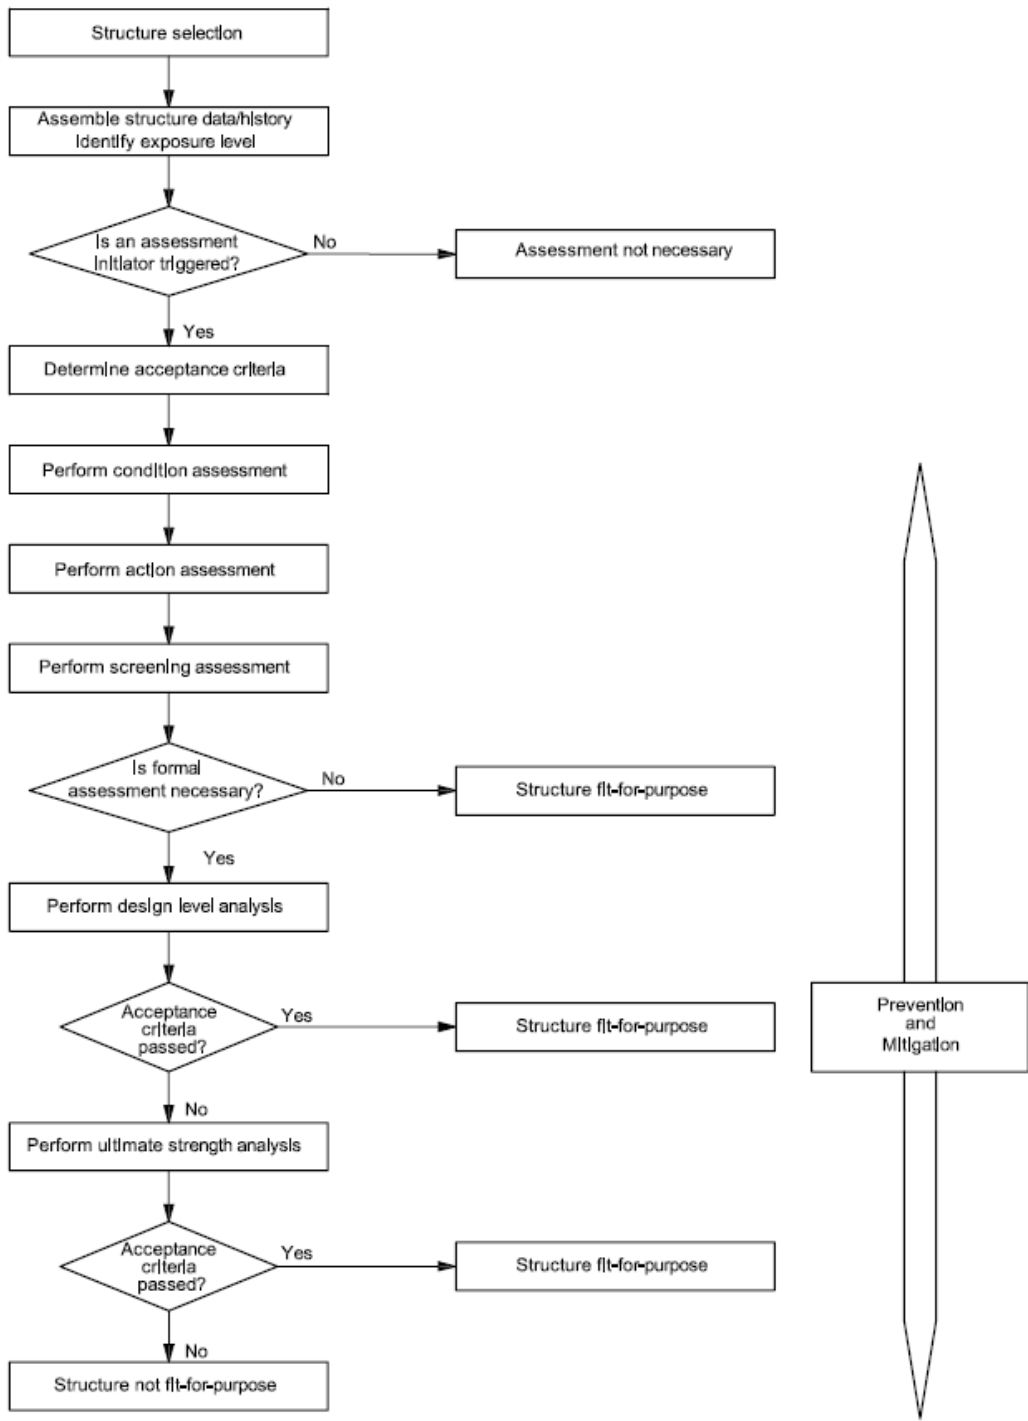 Structure selection
Assemble structure data/history
Identify exposure level
Is an assessment
initiator triggered?
No
Assessment not necessary
Yes
Determine acceptance criteria
Perform condition assessment
Perform action assessment
Perform screening assessment
Is formal
assessment necessary?
No
Structure fit-for-purpose
Yes
Perform design level analysis
Acceptance
criteria
passed?
Yes
Structure fit-for-purpose
Prevention
and
Mitigation
No
Perform ultimate strength analysis
Acceptance
criteria
passed?
Yes
Structure fit-for-purpose
No
Structure not fit-for-purpose